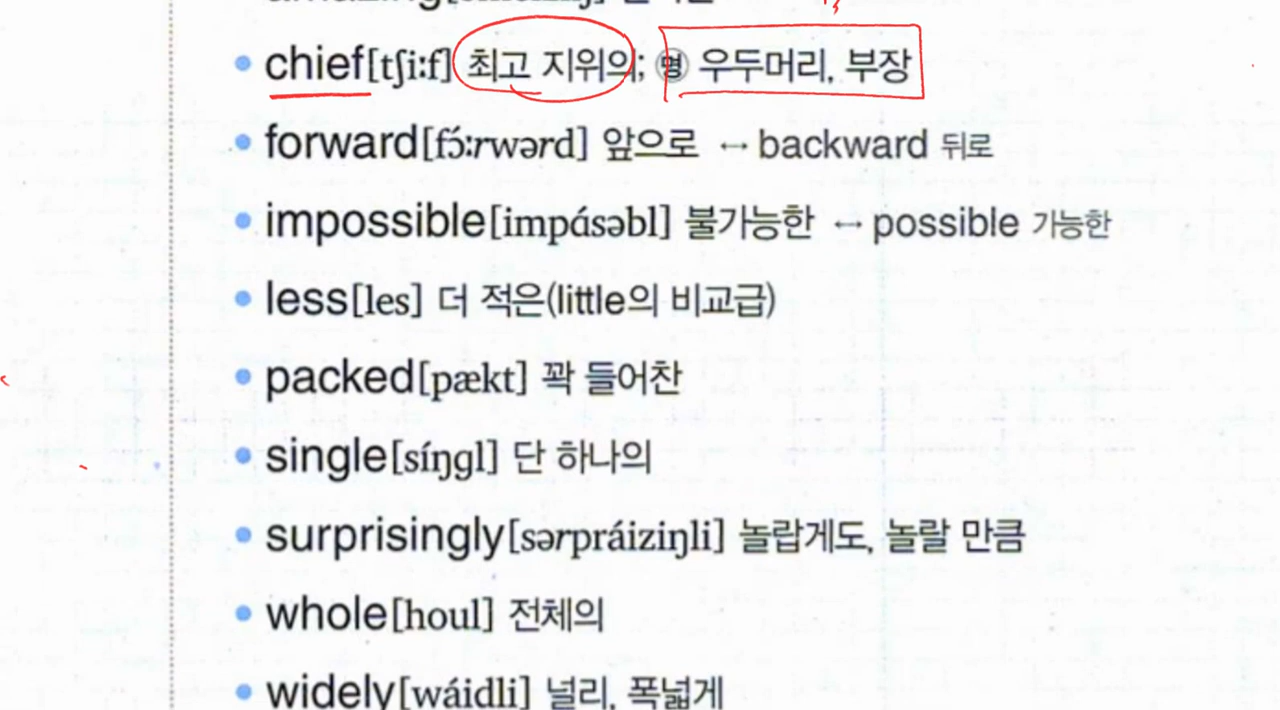 chief[tʃiːf] 최고 지위의; ㊔ 우두머리, 부장
forward[fɔ́ːrwərd] 앞으로 ↔ backward 뒤로
impossible[impɑ́səbl] 불가능한 ↔ possible 가능한
less[les] 더 적은(little의 비교급)
packed[pækt] 꽉 들어찬
single[síŋgl] 단 하나의
surprisingly[sərpráiziŋli] 놀랍게도, 놀랄 만큼
whole[houl] 전체의
widely[wáidli] 널리, 폭넓게